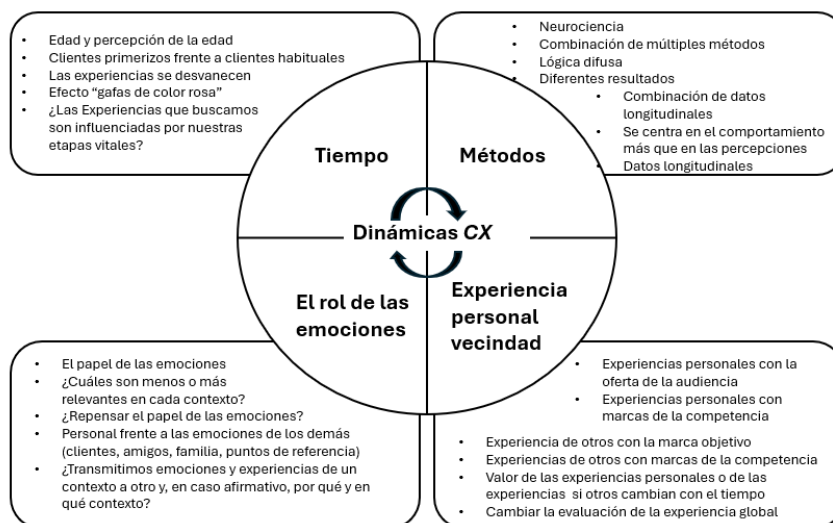 • Edad y percepción de la edad
• Clientes primerizos frente a clientes habituales
• Las experiencias se desvanecen
• Efecto “gafas de color rosa”
• ¿Las Experiencias que buscamos
son influenciadas por nuestras
etapas vitales?
• Neurociencia
• Combinación de múltiples métodos
• Lógica difusa
• Diferentes resultados
• Combinación de datos
longitudinales
• Se centra en el comportamiento
más que en las percepciones
• Datos longitudinales
Tiempo
Métodos
Dinámicas CX
El rol de las
emociones
Experiencia
personal
vecindad
• El papel de las emociones
• ¿Cuáles son menos o más
relevantes en cada contexto?
• ¿Repensar el papel de las emociones?
• Personal frente a las emociones de los demás
(clientes, amigos, familia, puntos de referencia)
• ¿Transmitimos emociones y experiencias de un
contexto a otro y, en caso afirmativo, por qué y en
qué contexto?
• Experiencias personales con la
oferta de la audiencia
• Experiencias personales con
marcas de la competencia
• Experiencia de otros con la marca objetivo
• Experiencias de otros con marcas de la competencia
• Valor de las experiencias personales o de las
experiencias si otros cambian con el tiempo
• Cambiar la evaluación de la experiencia global